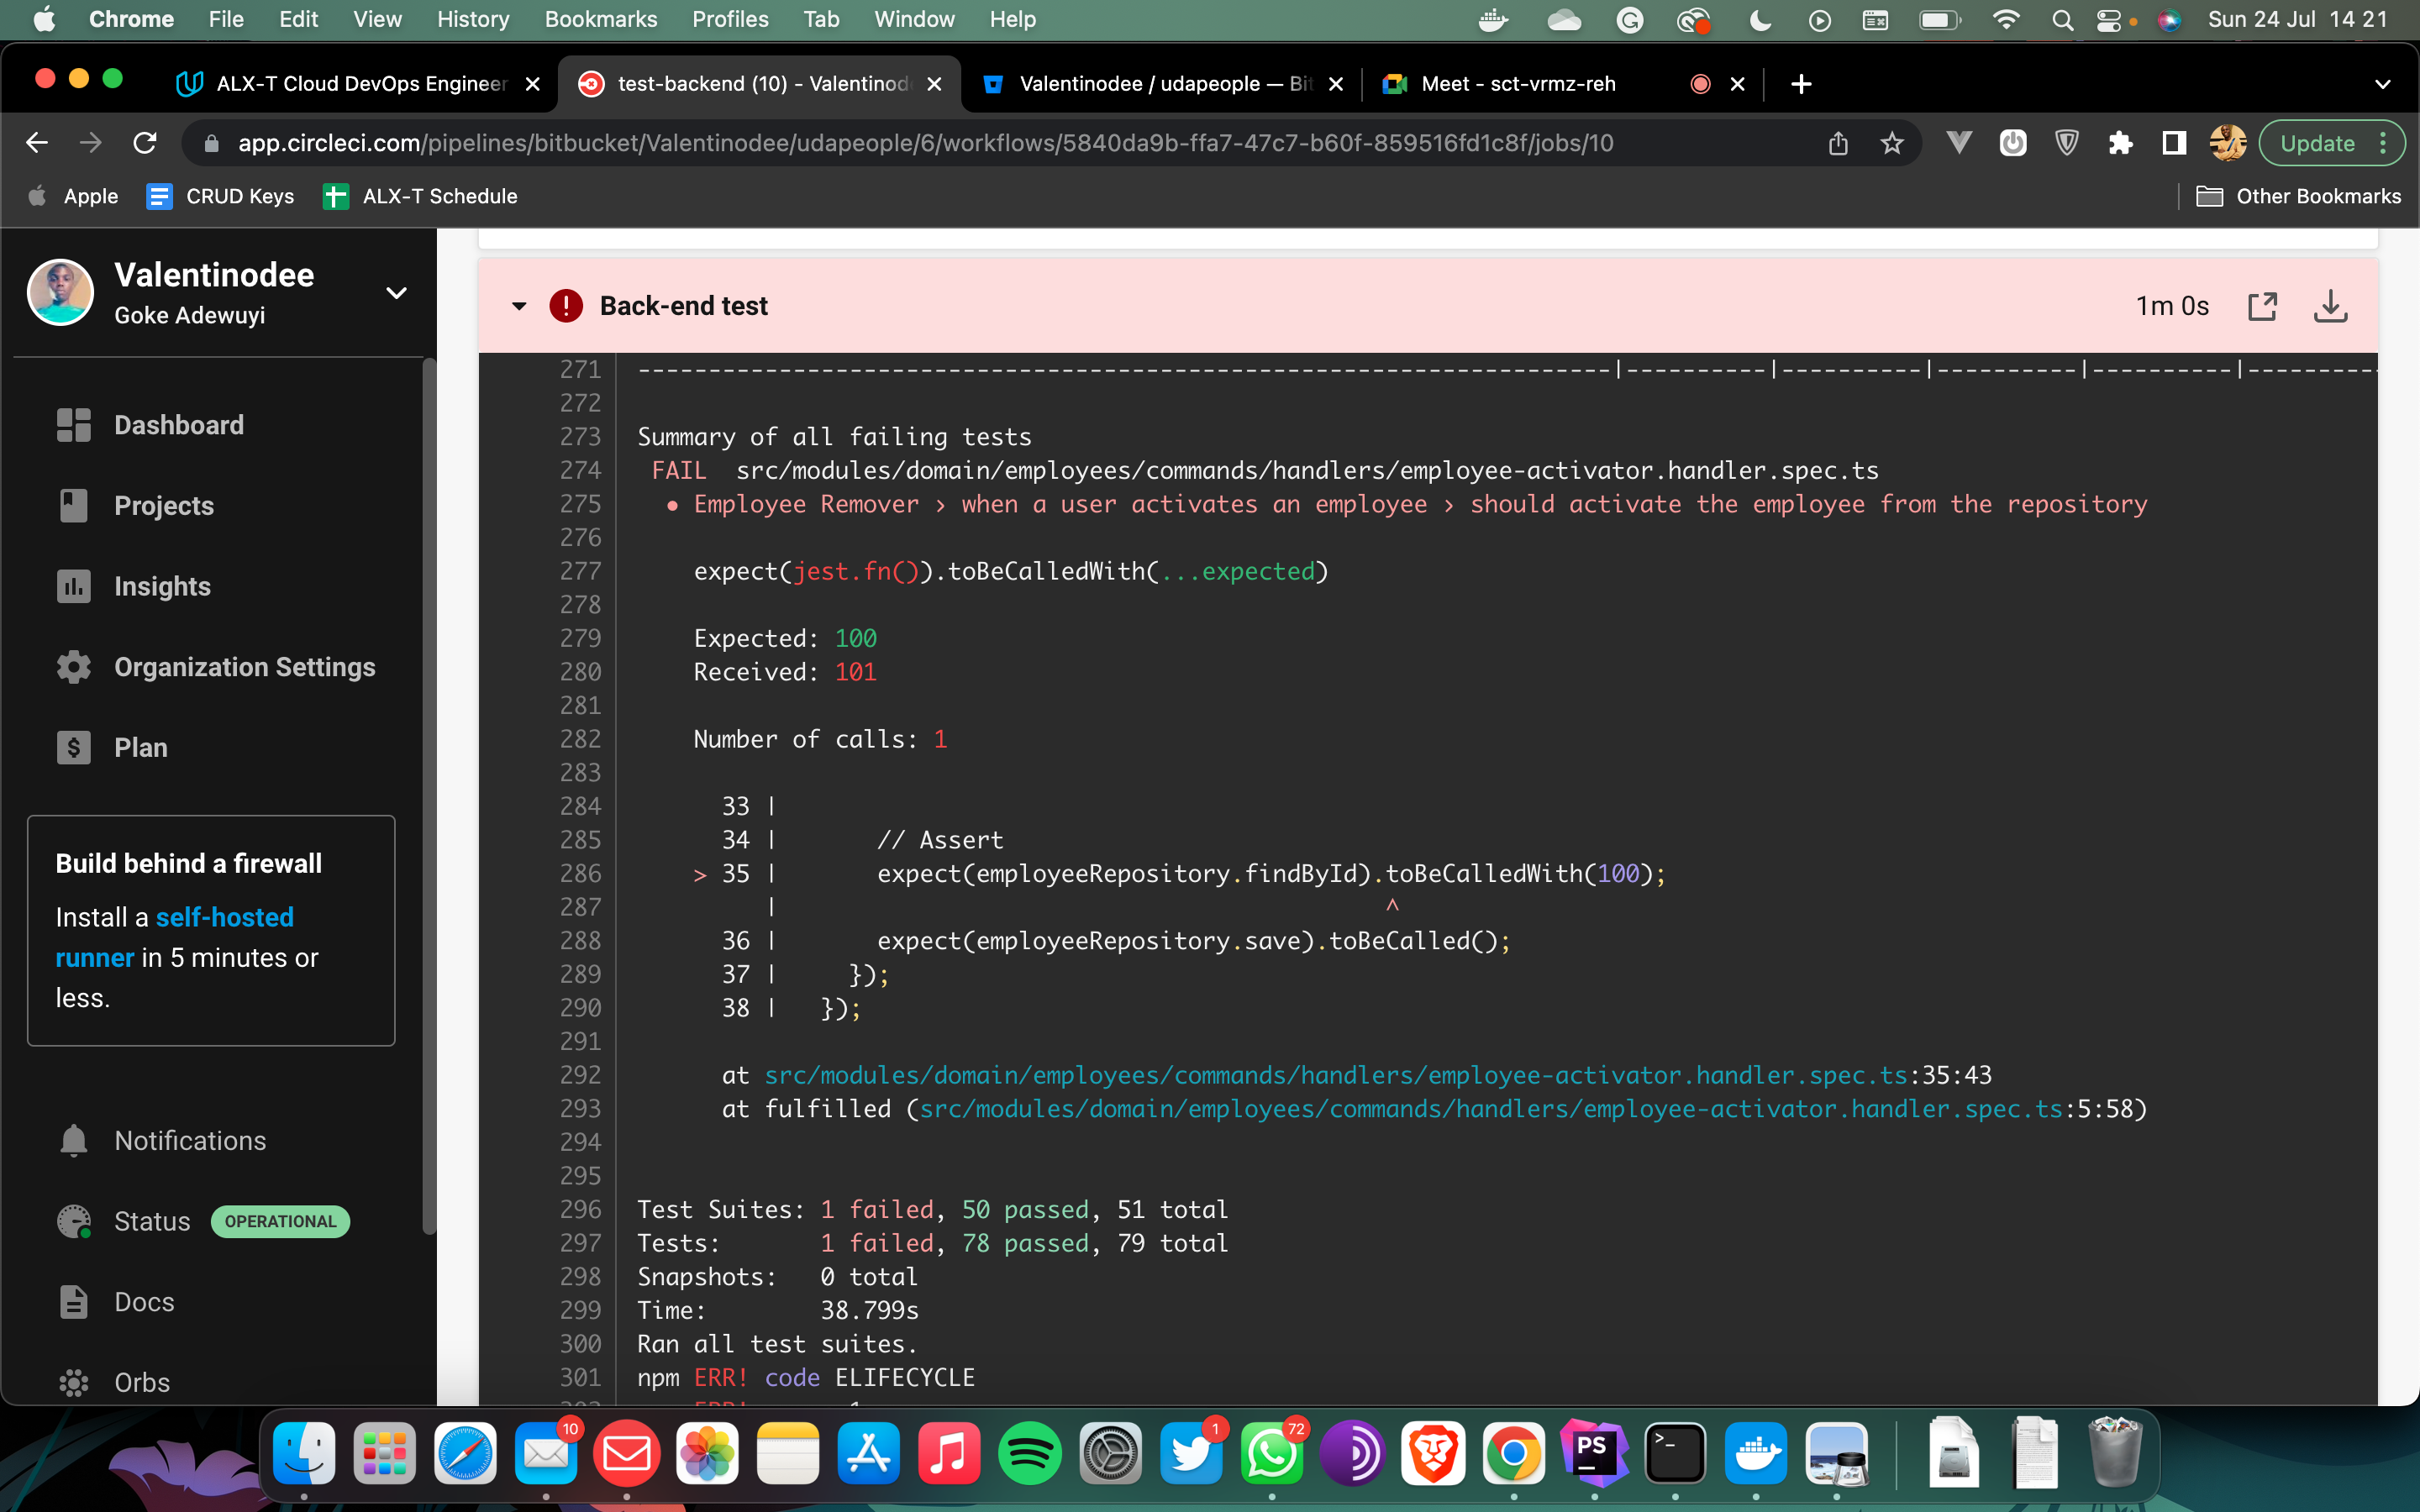 Chrome File Edit View History Bookmarks Profiles Tab Window Help Sun 24 Jul 14 21
ALX-T Cloud DevOps Engineer
test-backend (10) - Valentinod
Valentinodee / udapeople — Bit
Meet - sct-vrmz-reh
app.circleci.com/pipelines/bitbucket/Valentinodee/udapeople/6/workflows/5840da9b-ffa7-47c7-b60f-859516fd1c8f/jobs/10
Update
Apple CRUD Keys ALX-T Schedule Other Bookmarks
Valentinodee
Goke Adewuyi
Dashboard
Projects
Insights
Organization Settings
Plan
Build behind a firewall
Install a self-hosted
runner in 5 minutes or
less.
Notifications
Status OPERATIONAL
Docs
Orbs
Back-end test 1m 0s
271 ---------------------------------------------------------------------|----------|----------|----------|----------|----------
272
273 Summary of all failing tests
274 FAIL src/modules/domain/employees/commands/handlers/employee-activator.handler.spec.ts
275 ● Employee Remover › when a user activates an employee › should activate the employee from the repository
276
277 expect(jest.fn()).toBeCalledWith(...expected)
278
279 Expected: 100
280 Received: 101
281
282 Number of calls: 1
283
284 33 |
285 34 | // Assert
286 > 35 | expect(employeeRepository.findById).toBeCalledWith(100);
287 | ^
288 36 | expect(employeeRepository.save).toBeCalled();
289 37 | });
290 38 | });
291
292 at src/modules/domain/employees/commands/handlers/employee-activator.handler.spec.ts:35:43
293 at fulfilled (src/modules/domain/employees/commands/handlers/employee-activator.handler.spec.ts:5:58)
294
295
296 Test Suites: 1 failed, 50 passed, 51 total
297 Tests: 1 failed, 78 passed, 79 total
298 Snapshots: 0 total
299 Time: 38.799s
300 Ran all test suites.
301 npm ERR! code ELIFECYCLE
10
1
72
PS